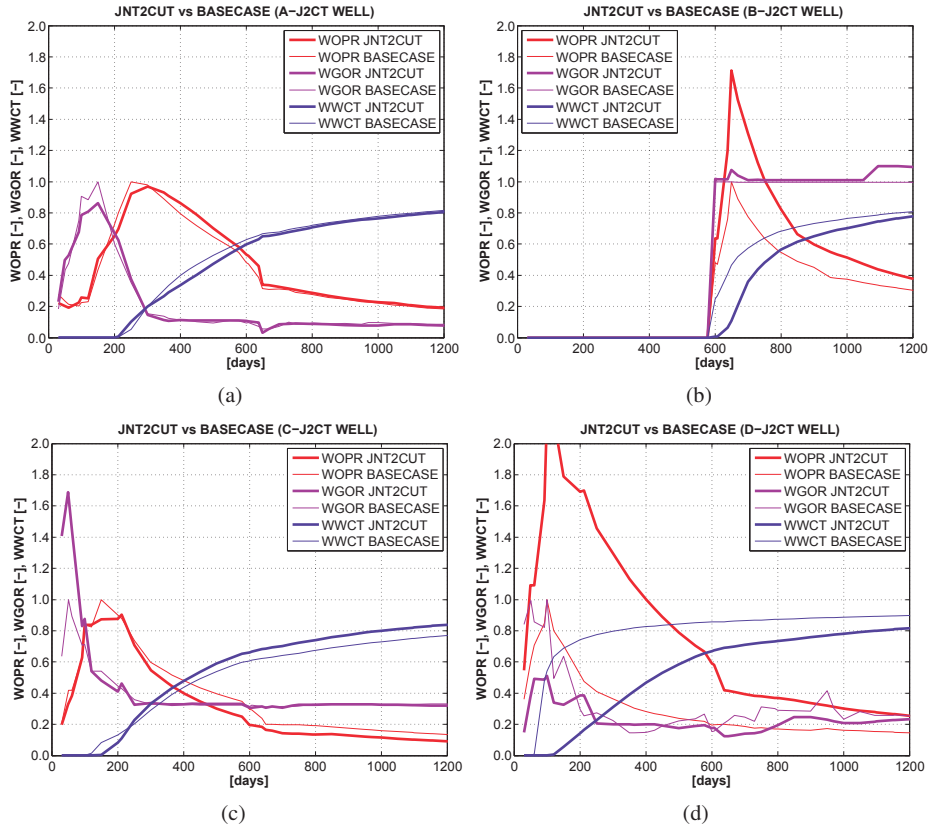 JNT2CUT vs BASECASE (A−J2CT WELL)
WOPR [−], WGOR [−], WWCT [−]
2.0
1.8
1.6
1.4
1.2
1.0
0.8
0.6
0.4
0.2
0.0
WOPR JNT2CUT
WOPR BASECASE
WGOR JNT2CUT
WGOR BASECASE
WWCT JNT2CUT
WWCT BASECASE
0 200 400 600 800 1000 1200
[days]
(a)
JNT2CUT vs BASECASE (B−J2CT WELL)
WOPR [−], WGOR [−], WWCT [−]
2.0
1.8
1.6
1.4
1.2
1.0
0.8
0.6
0.4
0.2
0.0
WOPR JNT2CUT
WOPR BASECASE
WGOR JNT2CUT
WGOR BASECASE
WWCT JNT2CUT
WWCT BASECASE
0 200 400 600 800 1000 1200
[days]
(b)
JNT2CUT vs BASECASE (C−J2CT WELL)
WOPR [−], WGOR [−], WWCT [−]
2.0
1.8
1.6
1.4
1.2
1.0
0.8
0.6
0.4
0.2
0.0
WOPR JNT2CUT
WOPR BASECASE
WGOR JNT2CUT
WGOR BASECASE
WWCT JNT2CUT
WWCT BASECASE
0 200 400 600 800 1000 1200
[days]
(c)
JNT2CUT vs BASECASE (D−J2CT WELL)
WOPR [−], WGOR [−], WWCT [−]
2.0
1.8
1.6
1.4
1.2
1.0
0.8
0.6
0.4
0.2
0.0
WOPR JNT2CUT
WOPR BASECASE
WGOR JNT2CUT
WGOR BASECASE
WWCT JNT2CUT
WWCT BASECASE
0 200 400 600 800 1000 1200
[days]
(d)